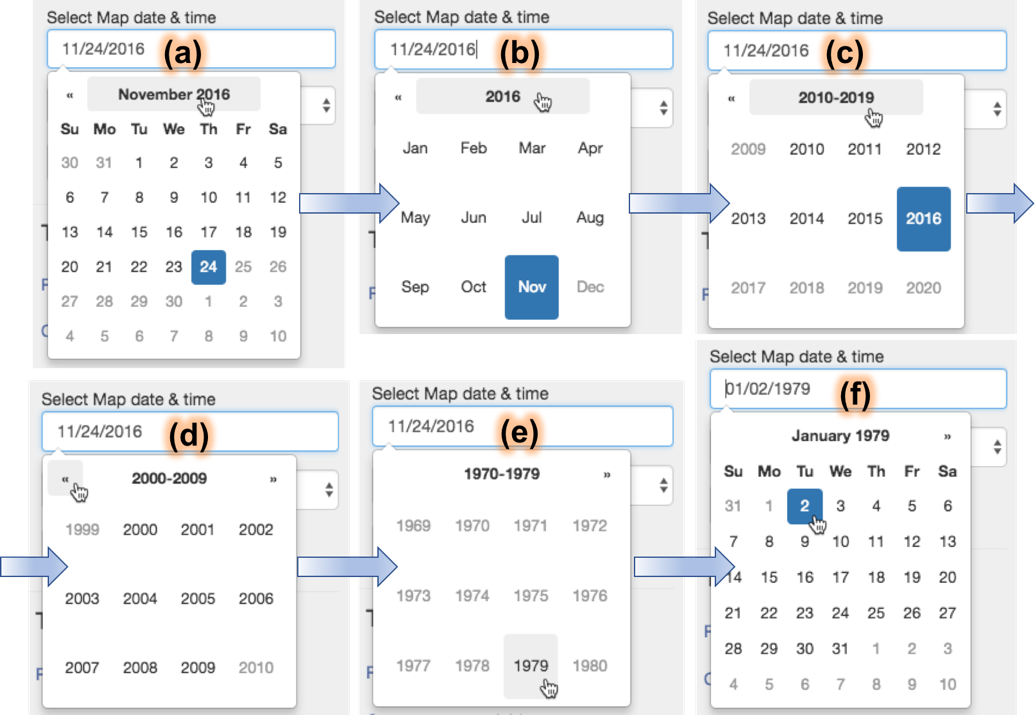 Select Map date & time
11/24/2016 (a)
« November 2016
Su Mo Tu We Th Fr Sa
30 31 1 2 3 4 5
6 7 8 9 10 11 12
13 14 15 16 17 18 19
20 21 22 23 24 25 26
27 28 29 30 1 2 3
4 5 6 7 8 9 10
Select Map date & time
11/24/2016 (b)
« 2016
Jan Feb Mar Apr
May Jun Jul Aug
Sep Oct Nov Dec
Select Map date & time
11/24/2016 (c)
« 2010-2019
2009 2010 2011 2012
2013 2014 2015 2016
2017 2018 2019 2020
Select Map date & time
11/24/2016 (d)
« 2000-2009 »
1999 2000 2001 2002
2003 2004 2005 2006
2007 2008 2009 2010
Select Map date & time
11/24/2016 (e)
1970-1979 »
1969 1970 1971 1972
1973 1974 1975 1976
1977 1978 1979 1980
Select Map date & time
01/02/1979 (f)
January 1979 »
Su Mo Tu We Th Fr Sa
31 1 2 3 4 5 6
7 8 9 10 11 12 13
14 15 16 17 18 19 20
21 22 23 24 25 26 27
28 29 30 31 1 2 3
4 5 6 7 8 9 10